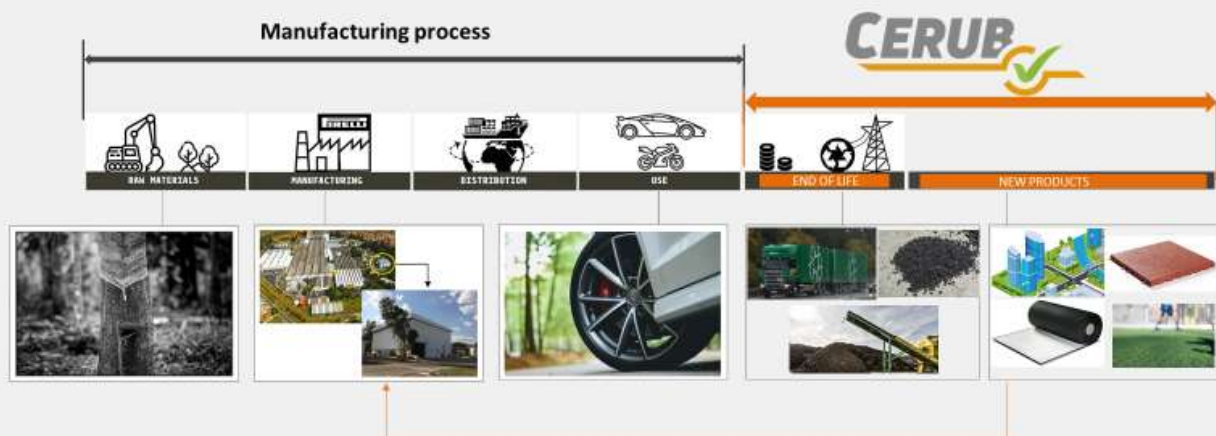 Manufacturing process
CERUB
RAW MATERIALS
MANUFACTURING
DISTRIBUTION
USE
END OF LIFE
NEW PRODUCTS